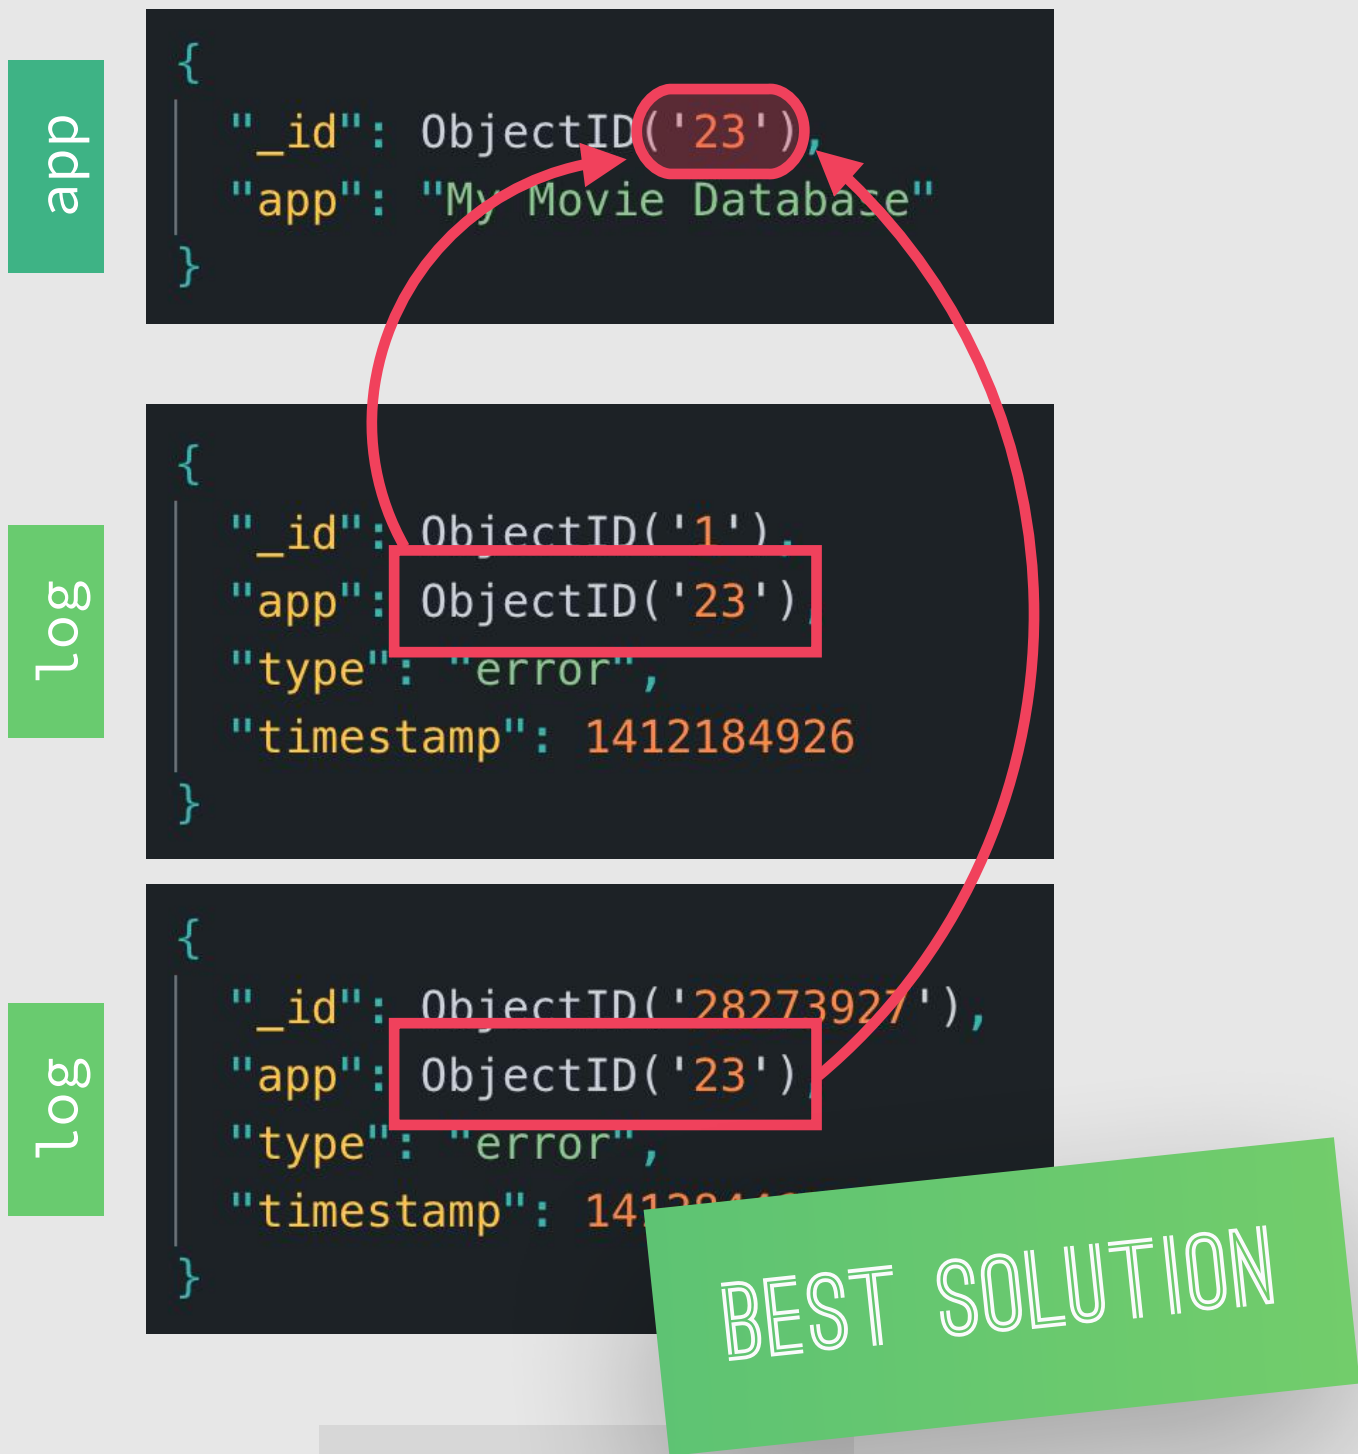 app
{
"_id": ObjectID('23'),
"app": "My Movie Database"
}
log
{
"_id": ObjectID('1'),
"app": ObjectID('23'),
"type": "error",
"timestamp": 1412184926
}
log
{
"_id": ObjectID('28273927'),
"app": ObjectID('23'),
"type": "error",
"timestamp":
}
BEST SOLUTION